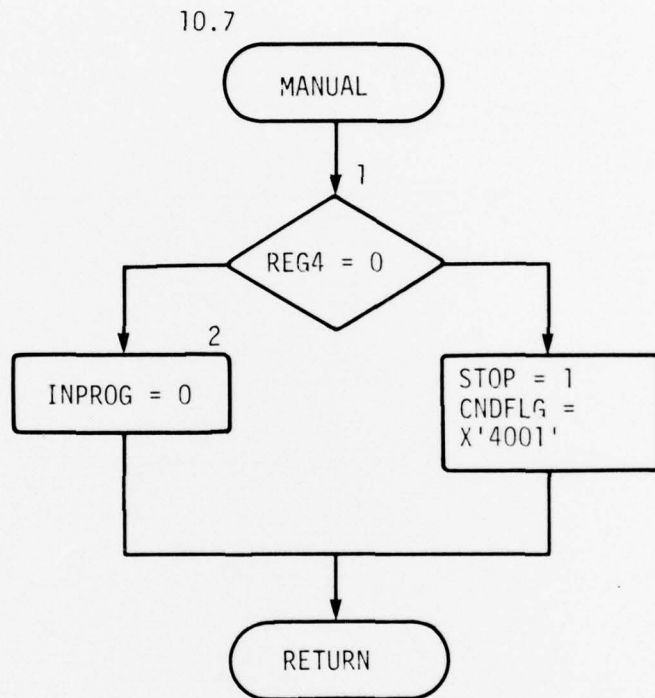 10.7
MANUAL
1
REG4 = 0
2
INPROG = 0
STOP = 1
CNDFLG =
X'4001'
RETURN